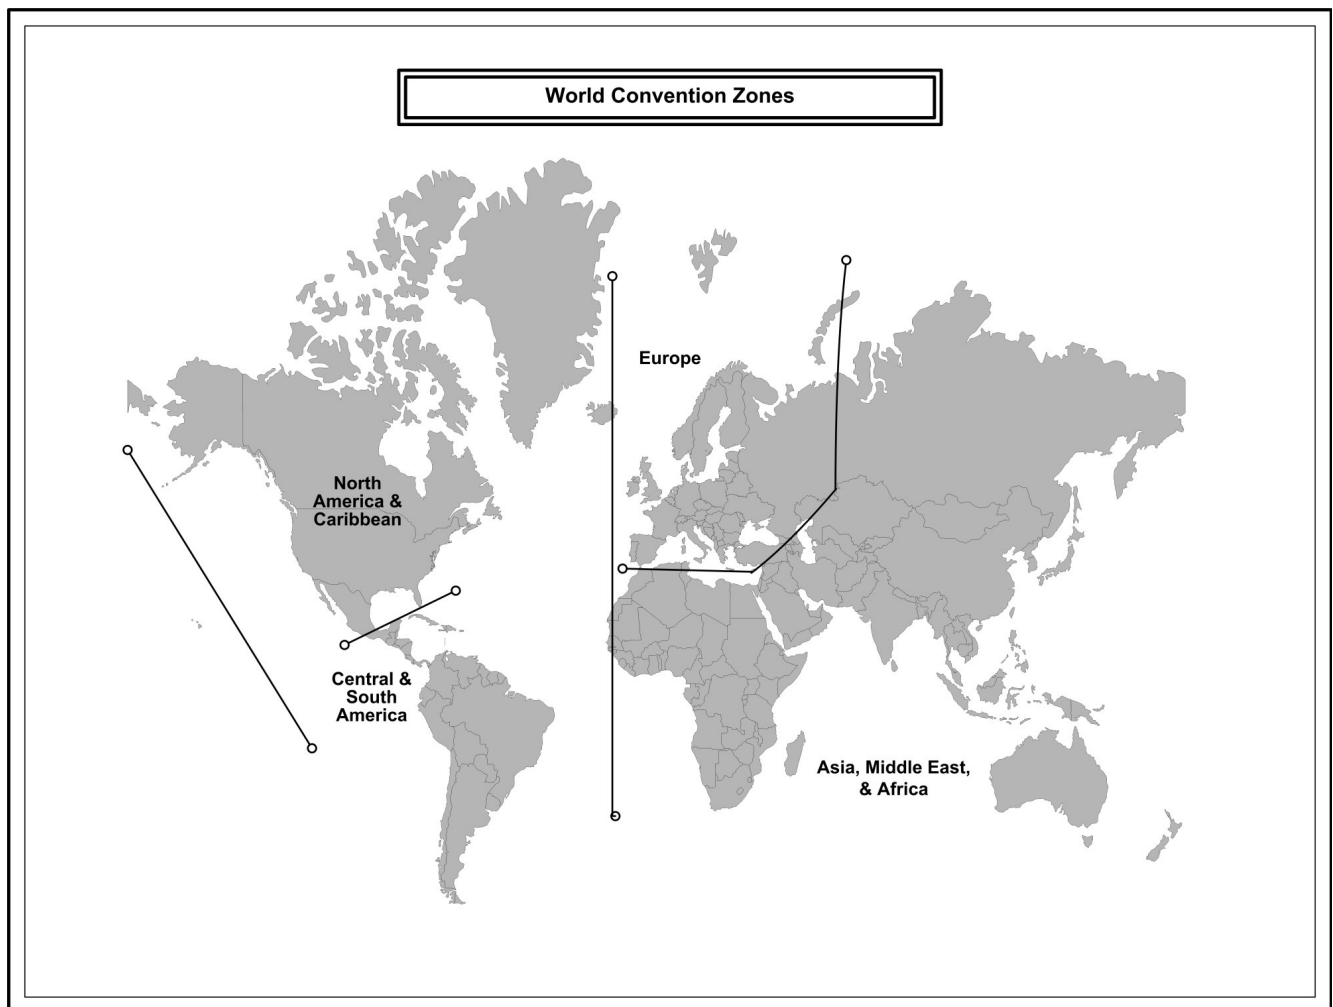 World Convention Zones
Europe
North
America &
Caribbean
Central &
South
America
Asia, Middle East,
& Africa